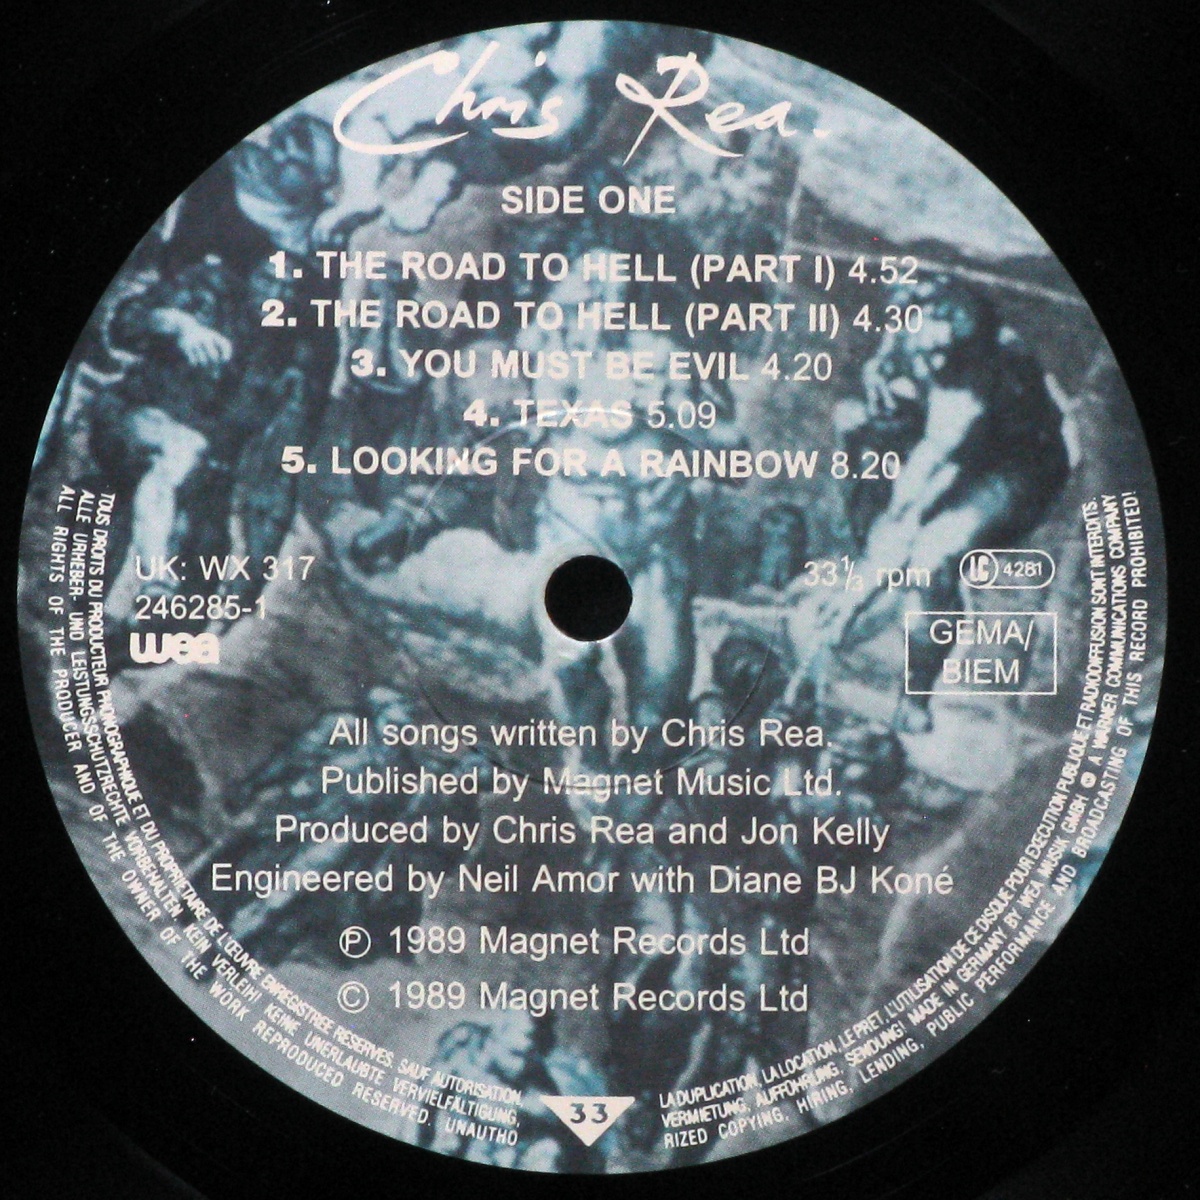 Chris Rea.
SIDE ONE
1. THE ROAD TO HELL (PART I) 4.52
2. THE ROAD TO HELL (PART II) 4.30
3. YOU MUST BE EVIL 4.20
4. TEXAS 5.09
5. LOOKING FOR A RAINBOW 8.20
UK: WX 317
246285-1
wea
33⅓ rpm
LC 4281
GEMA/
BIEM
All songs written by Chris Rea.
Published by Magnet Music Ltd.
Produced by Chris Rea and Jon Kelly
Engineered by Neil Amor with Diane BJ Koné
Ⓟ 1989 Magnet Records Ltd
© 1989 Magnet Records Ltd
TOUS DROITS DU PRODUCTEUR PHONOGRAPHIQUE ET DU PROPRIETAIRE DE L'ŒUVRE ENREGISTREE RESERVES. SAUF AUTORISATION, LA DUPLICATION, LA LOCATION, LE PRET, L'UTILISATION DE CE DISQUE POUR EXECUTION PUBLIQUE ET RADIODIFFUSION SONT INTERDITS.
ALLE URHEBER- UND LEISTUNGSSCHUTZRECHTE VORBEHALTEN. KEIN VERLEIH! KEINE UNERLAUBTE VERVIELFÄLTIGUNG, VERMIETUNG, AUFFÜHRUNG, SENDUNG! MADE IN GERMANY BY WEA MUSIK GMBH A WARNER COMMUNICATIONS COMPANY
ALL RIGHTS OF THE PRODUCER AND OF THE OWNER OF THE WORK REPRODUCED RESERVED. UNAUTHORIZED COPYING, HIRING, LENDING, PUBLIC PERFORMANCE AND BROADCASTING OF THIS RECORD PROHIBITED!
33